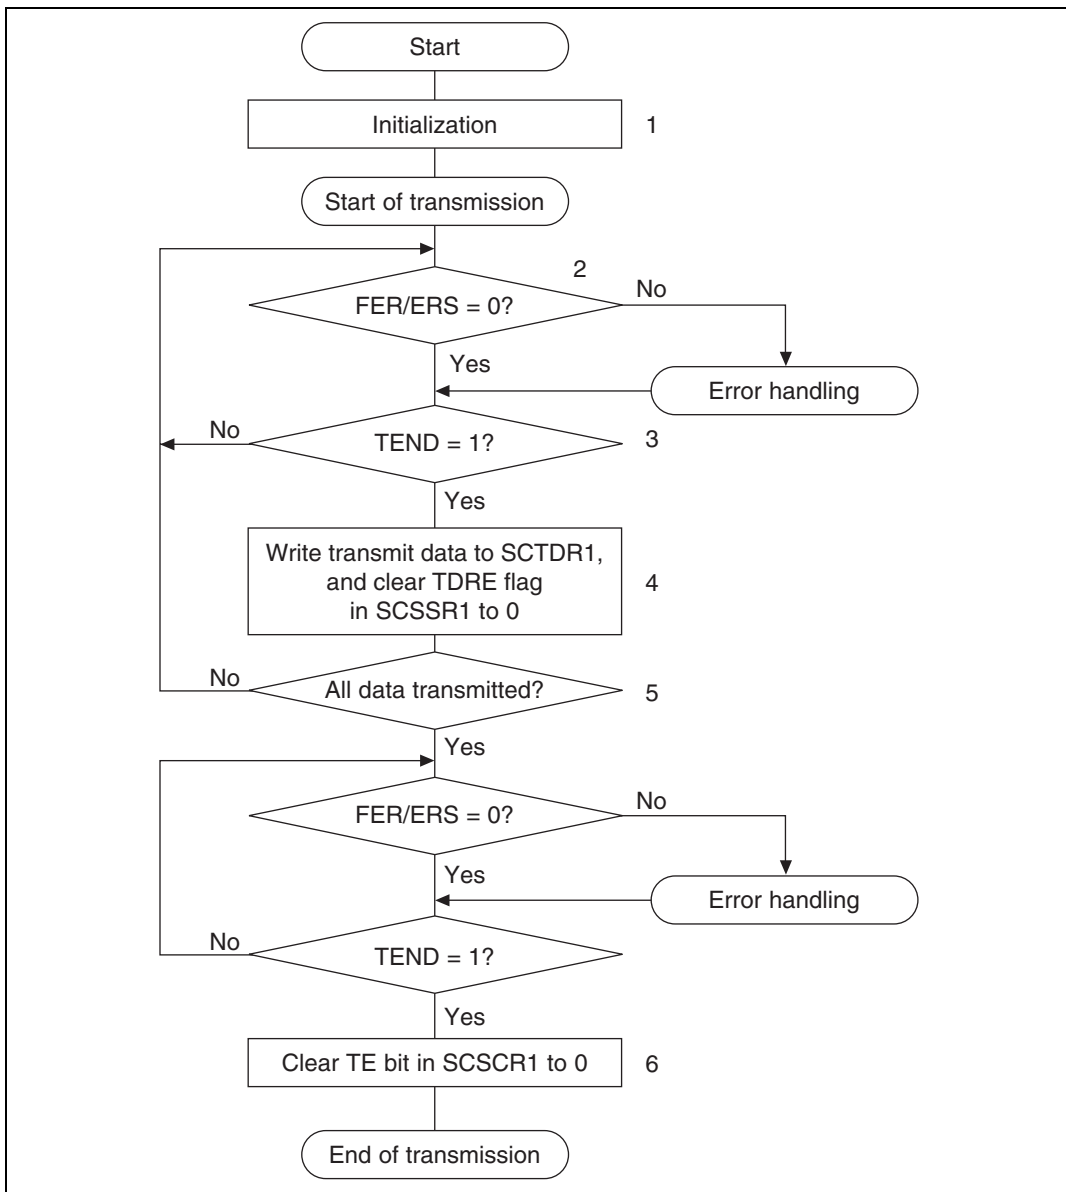 Start
Initialization
1
Start of transmission
2
FER/ERS = 0?
No
Yes
Error handling
No
TEND = 1?
3
Yes
Write transmit data to SCTDR1,
and clear TDRE flag
in SCSSR1 to 0
4
No
All data transmitted?
5
Yes
FER/ERS = 0?
No
Yes
Error handling
No
TEND = 1?
Yes
Clear TE bit in SCSCR1 to 0
6
End of transmission